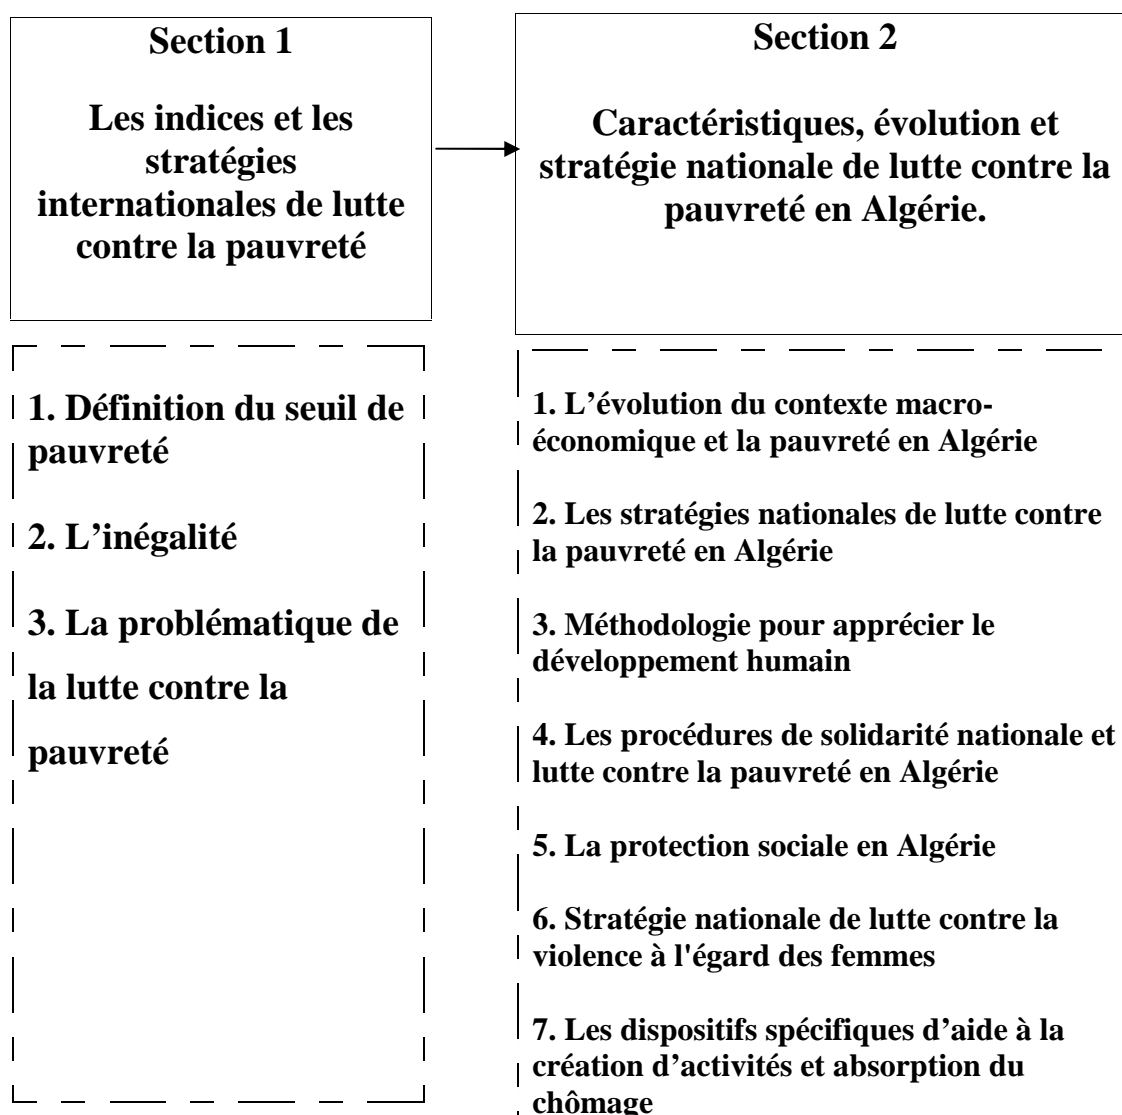 Section 1
Les indices et les
stratégies
internationales de lutte
contre la pauvreté
Section 2
Caractéristiques, évolution et
stratégie nationale de lutte contre la
pauvreté en Algérie.
1. Définition du seuil de
pauvreté
2. L’inégalité
3. La problématique de
la lutte contre la
pauvreté
1. L’évolution du contexte macro-
économique et la pauvreté en Algérie
2. Les stratégies nationales de lutte contre
la pauvreté en Algérie
3. Méthodologie pour apprécier le
développement humain
4. Les procédures de solidarité nationale et
lutte contre la pauvreté en Algérie
5. La protection sociale en Algérie
6. Stratégie nationale de lutte contre la
violence à l'égard des femmes
7. Les dispositifs spécifiques d’aide à la
création d’activités et absorption du
chômage